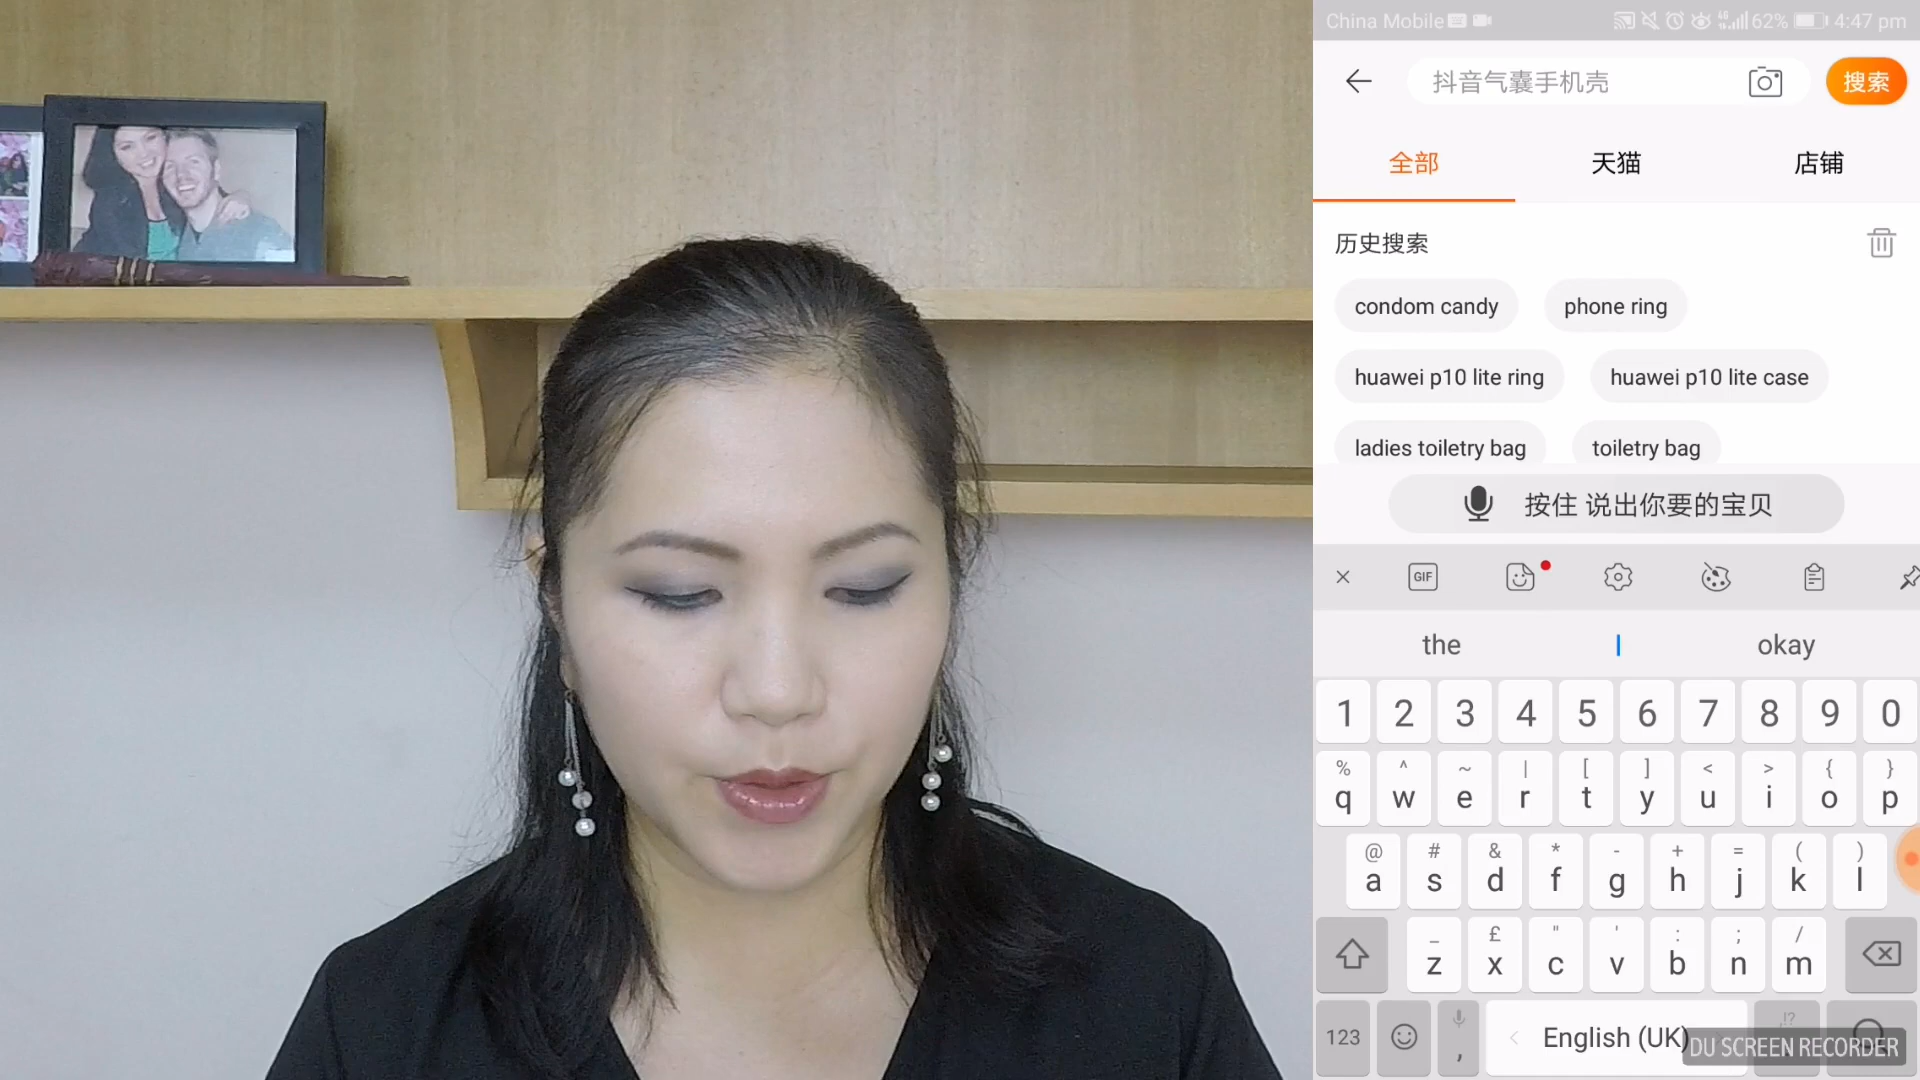 China Mobile 62% 4:47 pm
抖音气囊手机壳 搜索
全部 天猫 店铺
历史搜索
condom candy phone ring
huawei p10 lite ring huawei p10 lite case
ladies toiletry bag toiletry bag
按住 说出你要的宝贝
GIF
the I okay
1 2 3 4 5 6 7 8 9 0
% ^ ~ | [ ] < > { }
q w e r t y u i o p
@ # & * - + = ( )
a s d f g h j k l
_ £ " ' : ; /
z x c v b n m
,!?
123 , English (UK)
DU SCREEN RECORDER